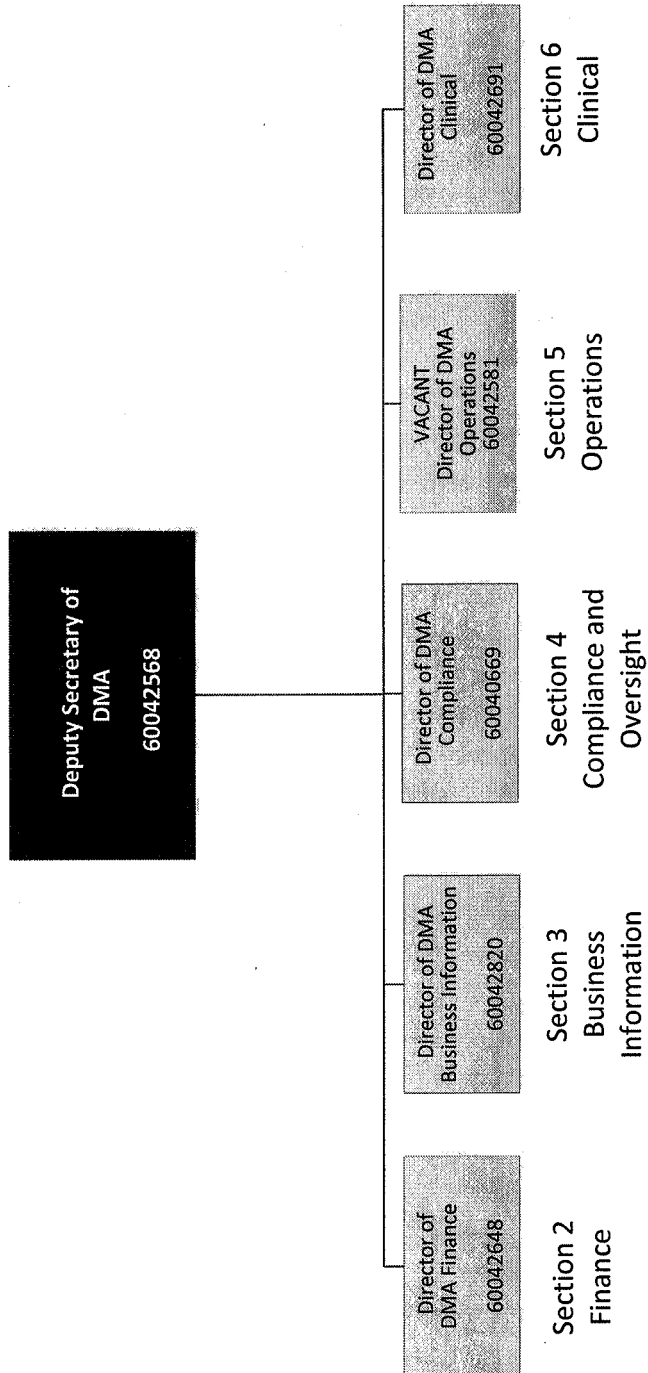 Deputy Secretary of
DMA
60042568
Director of
DMA Finance
60042648
Section 2
Finance
Director of DMA
Business Information
60042820
Section 3
Business
Information
Director of DMA
Compliance
60040669
Section 4
Compliance and
Oversight
VACANT
Director of DMA
Operations
60042581
Section 5
Operations
Director of DMA
Clinical
60042691
Section 6
Clinical